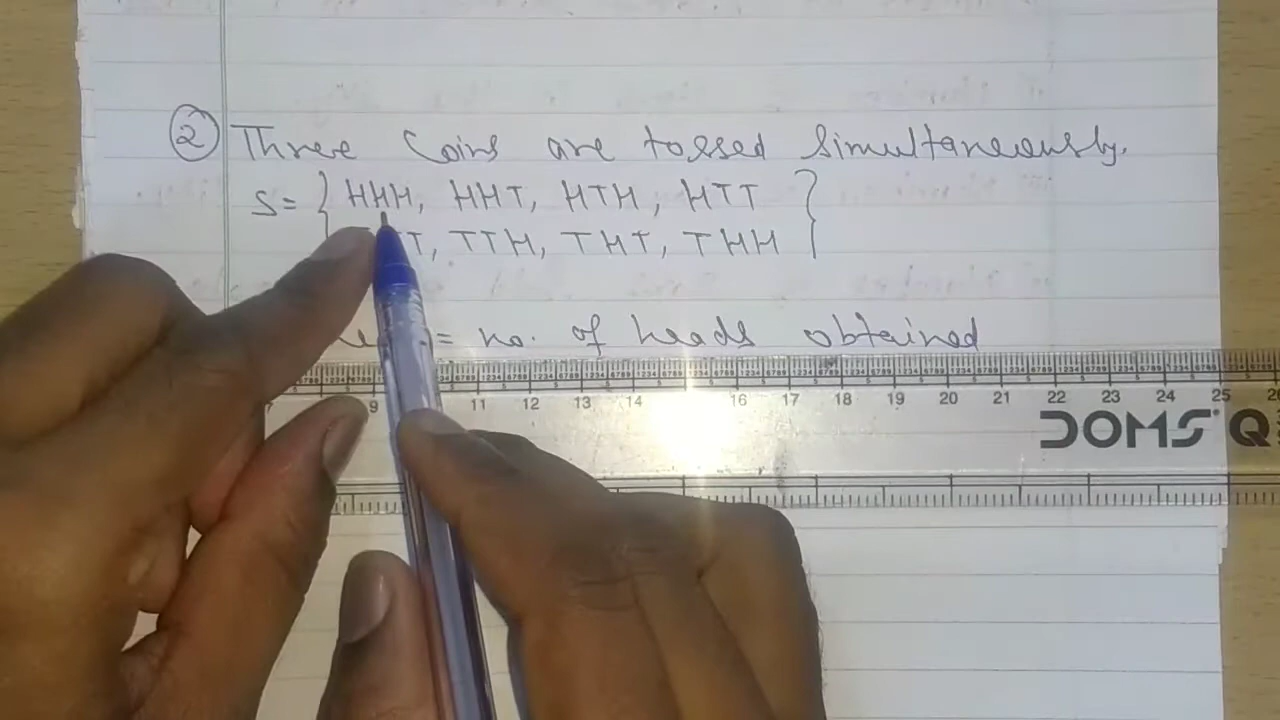 ② Three Coins are tossed Simultaneously.
S= { HHH, HHT, HTH, HTT
TTH, THT, THH }
= no. of heads obtained
9 11 12 13 14 16 17 18 19 20 21 22 23 24 25
DOMS Q